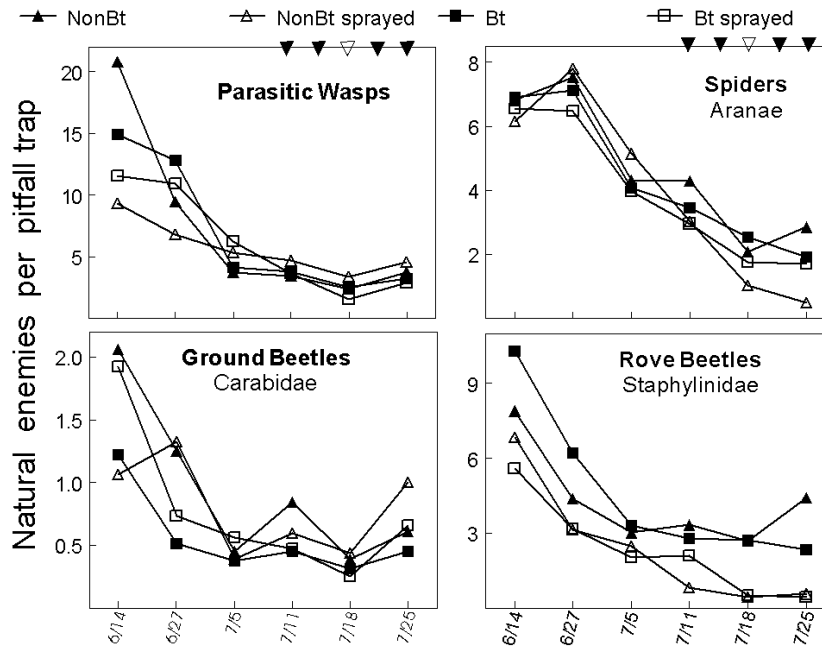 NonBt NonBt sprayed Bt Bt sprayed
Natural enemies per pitfall trap
Parasitic Wasps
20
15
10
5
Spiders
Aranae
8
6
4
2
Ground Beetles
Carabidae
2.0
1.5
1.0
0.5
6/14 6/27 7/5 7/11 7/18 7/25
Rove Beetles
Staphylinidae
9
6
3
6/14 6/27 7/5 7/11 7/18 7/25